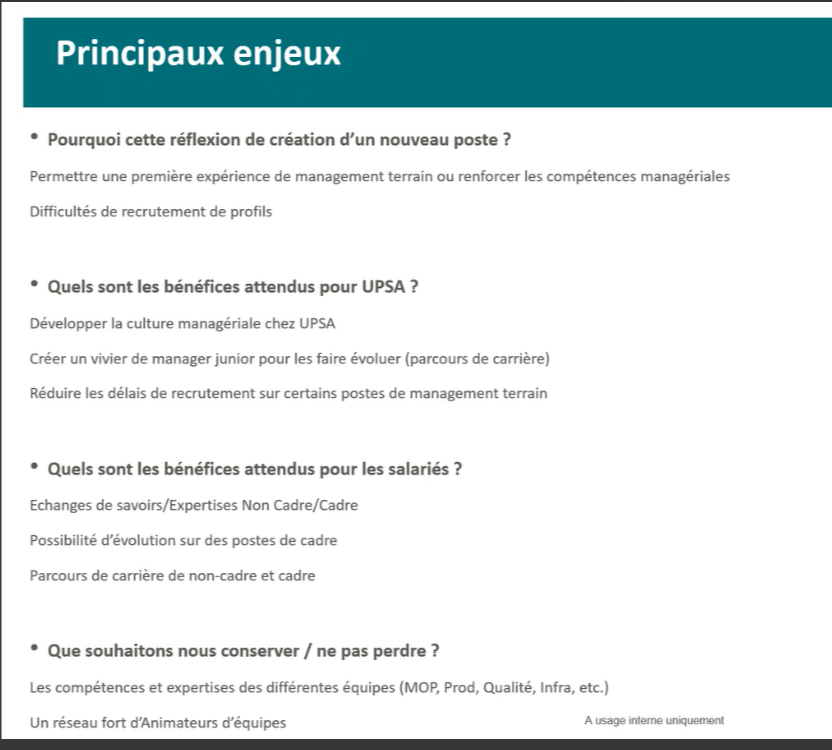 Principaux enjeux
• Pourquoi cette réflexion de création d'un nouveau poste ?
Permettre une première expérience de management terrain ou renforcer les compétences managériales
Difficultés de recrutement de profils
• Quels sont les bénéfices attendus pour UPSA ?
Développer la culture managériale chez UPSA
Créer un vivier de manager junior pour les faire évoluer (parcours de carrière)
Réduire les délais de recrutement sur certains postes de management terrain
• Quels sont les bénéfices attendus pour les salariés ?
Echanges de savoirs/Expertises Non Cadre/Cadre
Possibilité d'évolution sur des postes de cadre
Parcours de carrière de non-cadre et cadre
• Que souhaitons nous conserver / ne pas perdre ?
Les compétences et expertises des différentes équipes (MOP, Prod, Qualité, Infra, etc.)
Un réseau fort d'Animateurs d'équipes
A usage interne uniquement